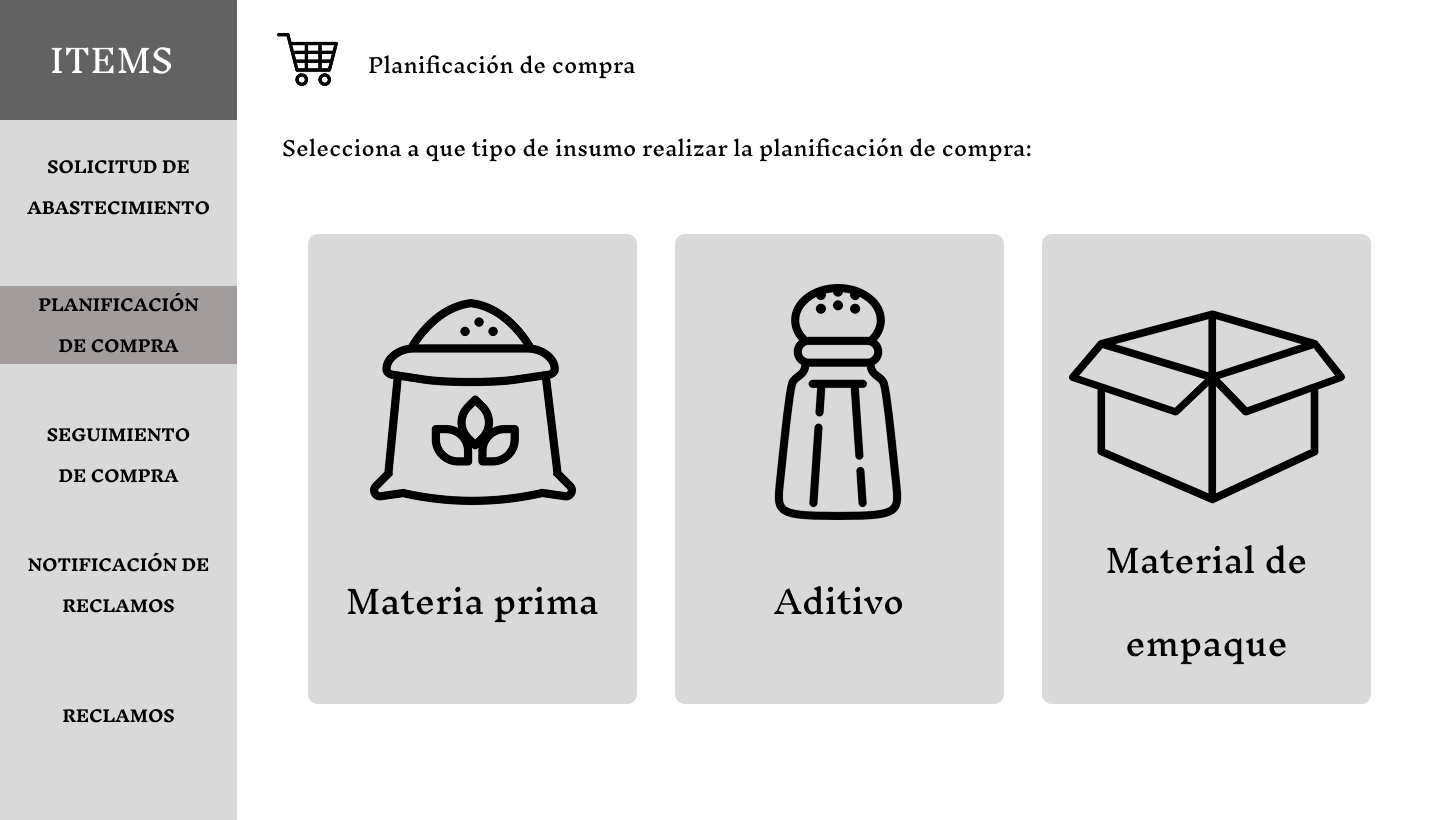 ITEMS
SOLICITUD DE
ABASTECIMIENTO
PLANIFICACIÓN
DE COMPRA
SEGUIMIENTO
DE COMPRA
NOTIFICACIÓN DE
RECLAMOS
RECLAMOS
Planificación de compra
Selecciona a que tipo de insumo realizar la planificación de compra:
Materia prima
Aditivo
Material de
empaque